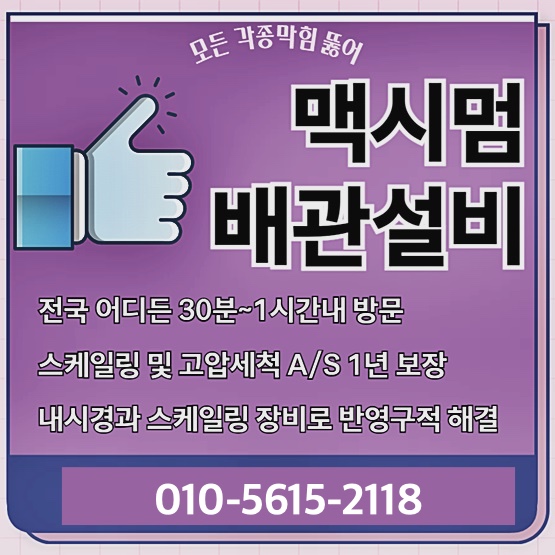 모든 각종막힘 뚫어
맥시멈
배관설비
전국 어디든 30분~1시간내 방문
스케일링 및 고압세척 A/S 1년 보장
내시경과 스케일링 장비로 반영구적 해결
010-5615-2118